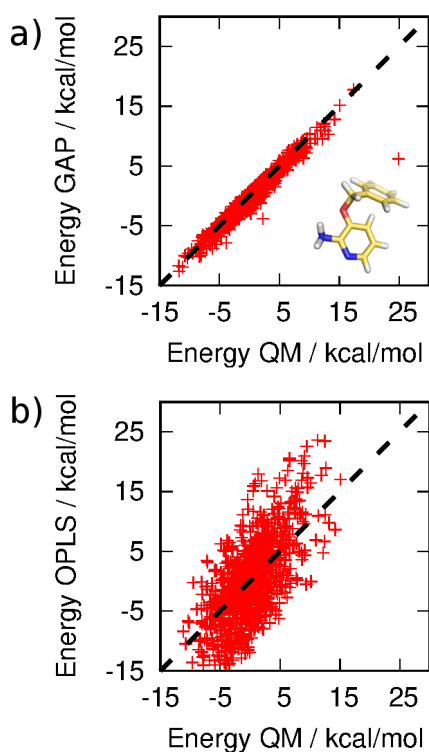 a)
Energy GAP / kcal/mol
25
15
5
-5
-15
-15 -5 5 15 25
Energy QM / kcal/mol
b)
Energy OPLS / kcal/mol
25
15
5
-5
-15
-15 -5 5 15 25
Energy QM / kcal/mol